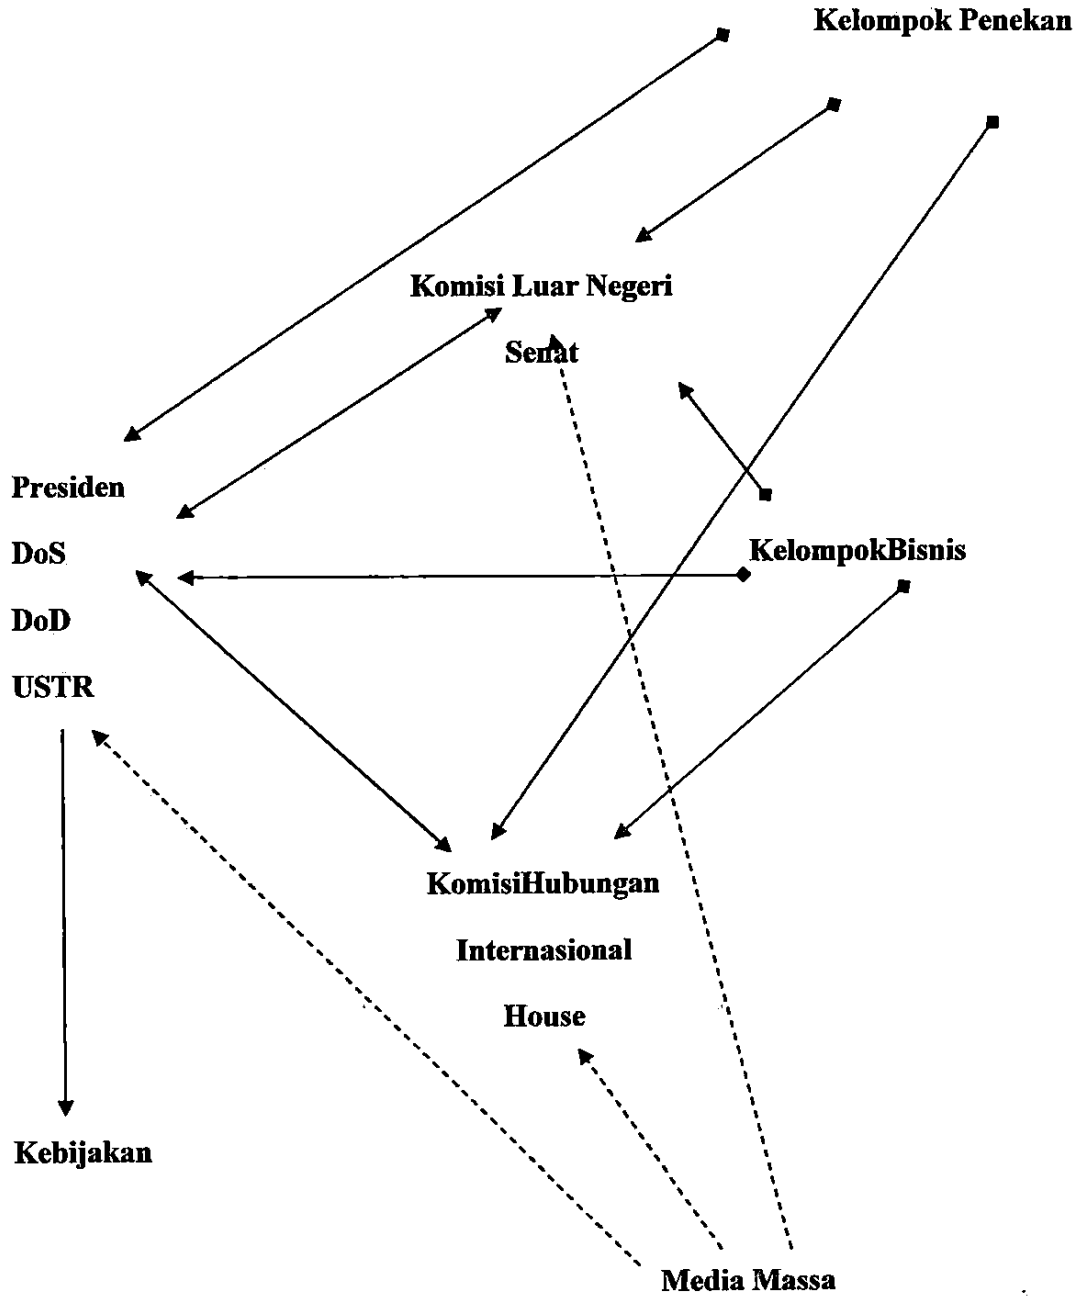 Kelompok Penekan
Komisi Luar Negeri
Senat
Presiden
DoS
KelompokBisnis
DoD
USTR
KomisiHubungan
Internasional
House
Kebijakan
Media Massa